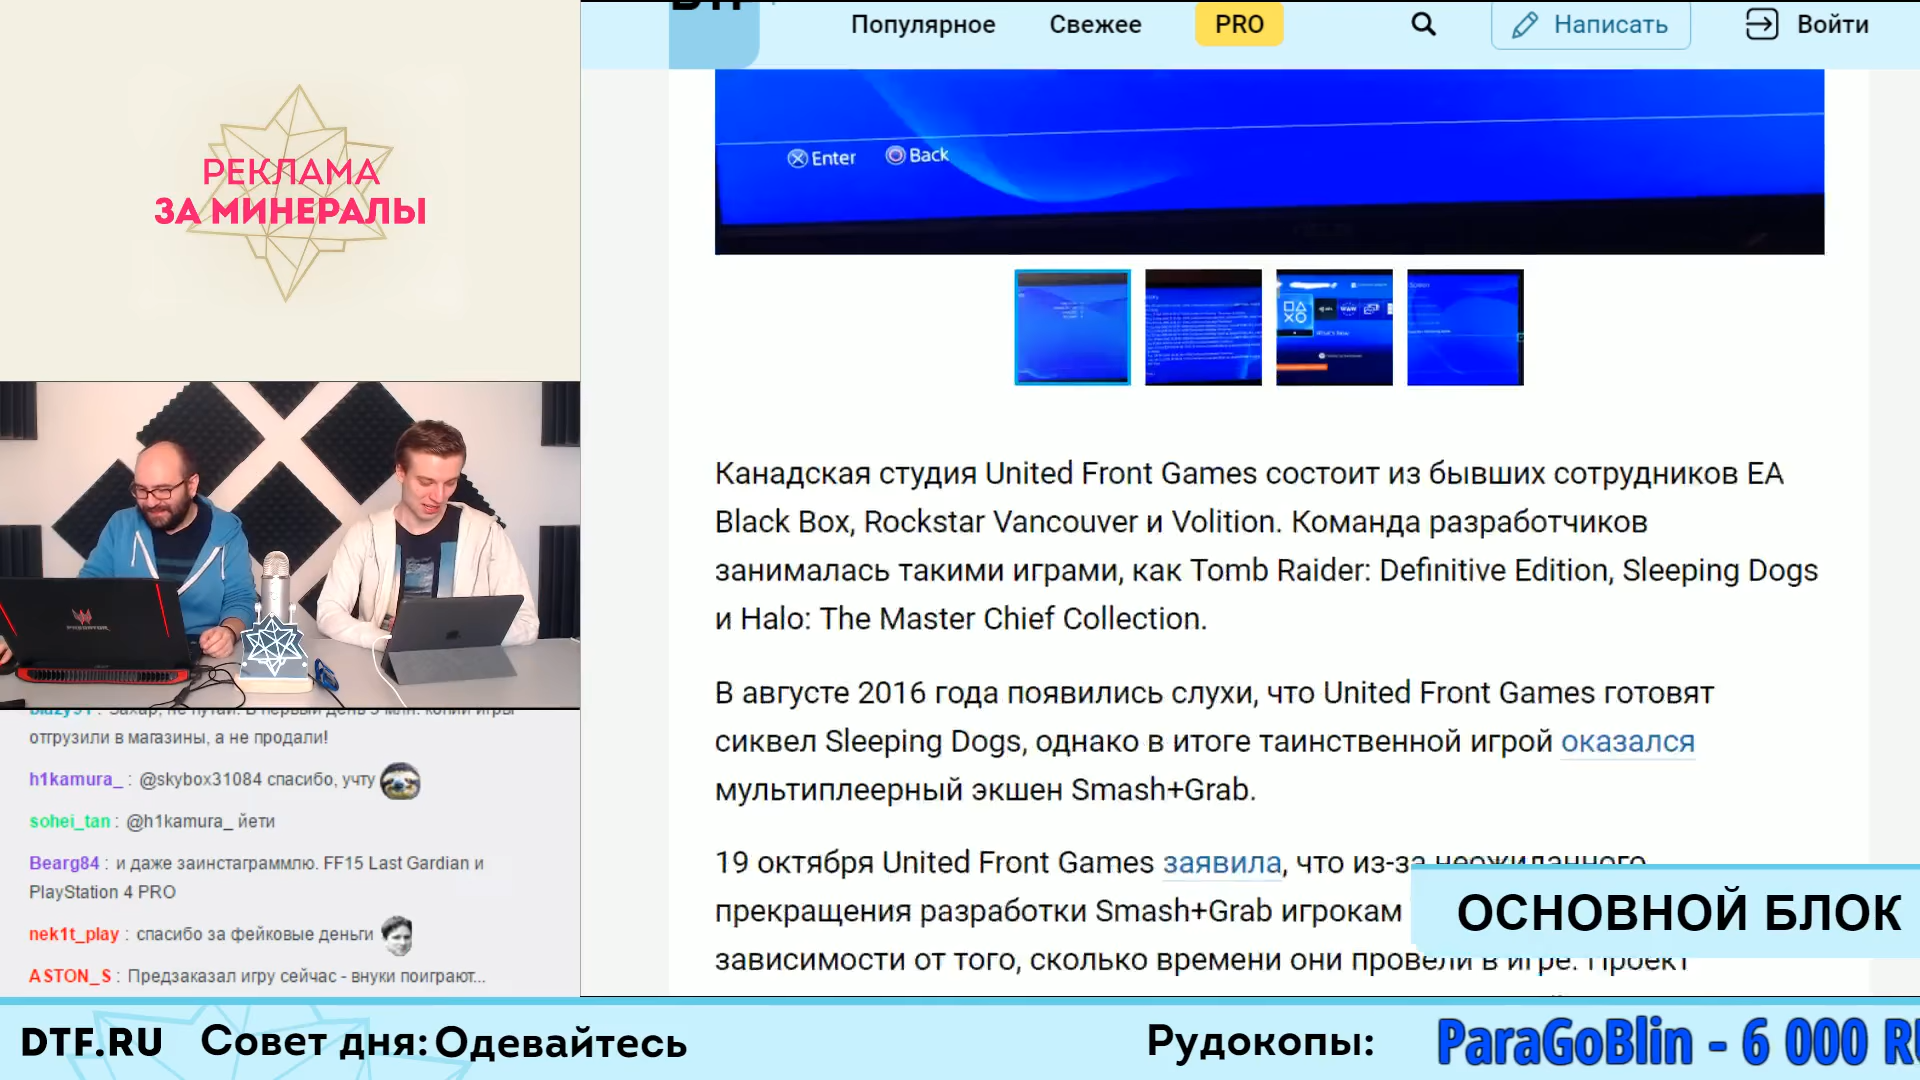 РЕКЛАМА
ЗА МИНЕРАЛЫ
Популярное
Свежее
PRO
Написать
Войти
Enter
Back
Канадская студия United Front Games состоит из бывших сотрудников EA
Black Box, Rockstar Vancouver и Volition. Команда разработчиков
занималась такими играми, как Tomb Raider: Definitive Edition, Sleeping Dogs
и Halo: The Master Chief Collection.
В августе 2016 года появились слухи, что United Front Games готовят
сиквел Sleeping Dogs, однако в итоге таинственной игрой оказался
мультиплеерный экшен Smash+Grab.
19 октября United Front Games заявила, что из-за неожиданного
прекращения разработки Smash+Grab игрокам
зависимости от того, сколько времени они провели в игре. Проект
ОСНОВНОЙ БЛОК
PREDATOR
отгрузили в магазины, а не продали!
h1kamura_ : @skybox31084 спасибо, учту
sohei_tan : @h1kamura_ йети
Bearg84 : и даже заинстаграммлю. FF15 Last Gardian и
PlayStation 4 PRO
nek1t_play : спасибо за фейковые деньги
ASTON_S : Предзаказал игру сейчас - внуки поиграют...
DTF.RU
Совет дня: Одевайтесь
Рудокопы:
ParaGoBlin - 6 000